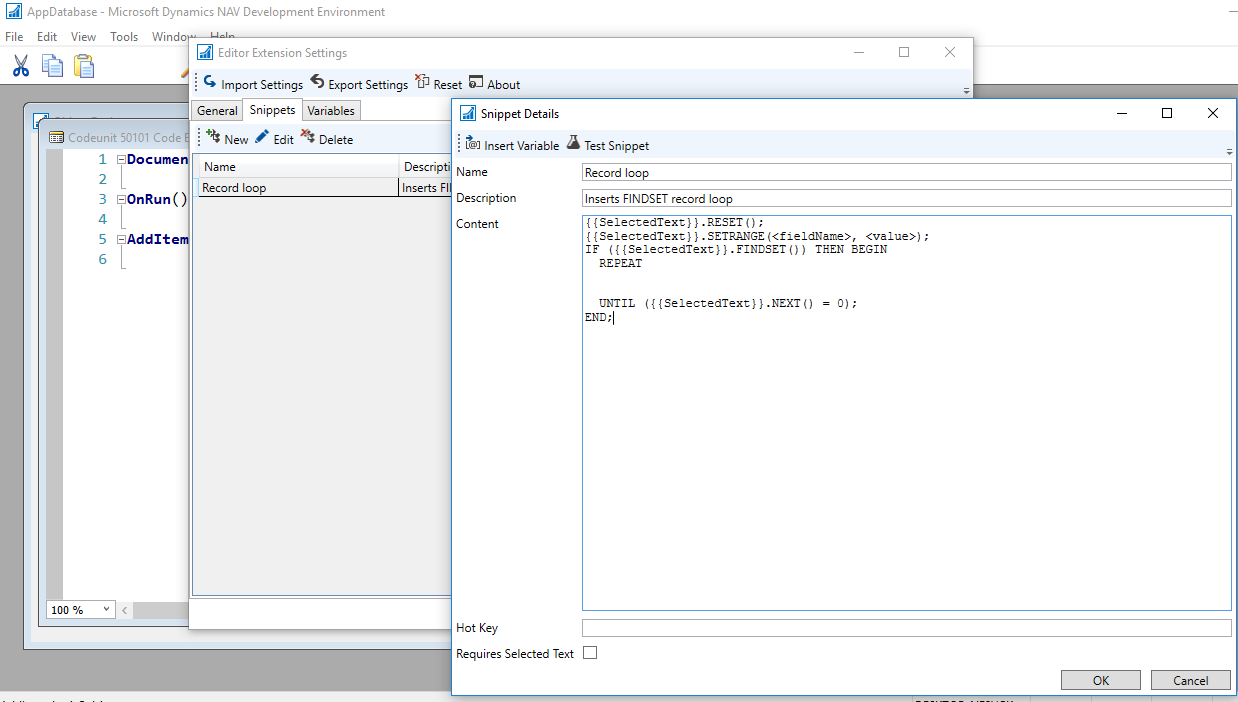 AppDatabase - Microsoft Dynamics NAV Development Environment
File Edit View Tools Window Help
Editor Extension Settings
Import Settings Export Settings Reset About
General Snippets Variables
New Edit Delete
Name Descripti
Record loop Inserts FI
Codeunit 50101 Code E
1 Documen
2
3 OnRun()
4
5 AddItem
6
100 %
Snippet Details
Insert Variable Test Snippet
Name Record loop
Description Inserts FINDSET record loop
Content
{{SelectedText}}.RESET();
{{SelectedText}}.SETRANGE(<fieldName>, <value>);
IF ({{SelectedText}}.FINDSET()) THEN BEGIN
REPEAT
UNTIL ({{SelectedText}}.NEXT() = 0);
END;
Hot Key
Requires Selected Text
OK Cancel